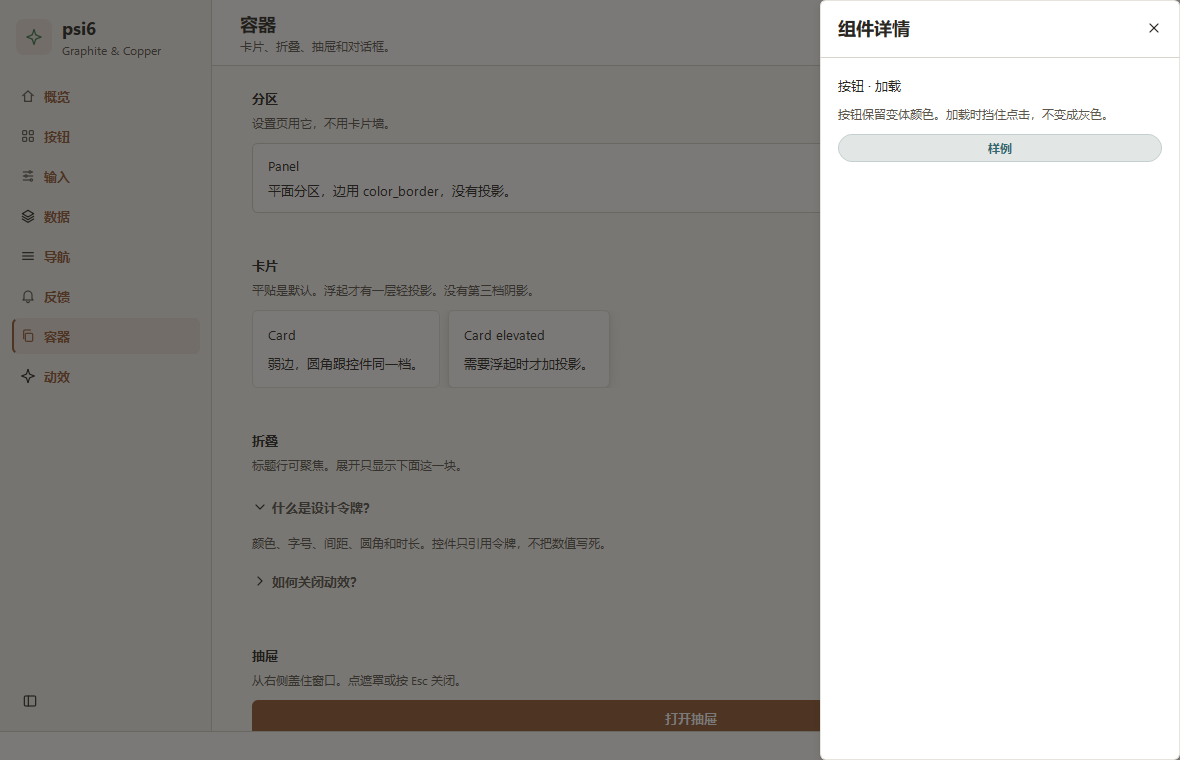 psi6
Graphite & Copper
概览
按钮
输入
数据
导航
反馈
容器
动效
容器
卡片、折叠、抽屉和对话框。
分区
设置页用它，不用卡片墙。
Panel
平面分区，边用 color_border，没有投影。
卡片
平贴是默认。浮起才有一层轻投影。没有第三档阴影。
Card
弱边，圆角跟控件同一档。
Card elevated
需要浮起时才加投影。
折叠
标题行可聚焦。展开只显示下面这一块。
什么是设计令牌?
颜色、字号、间距、圆角和时长。控件只引用令牌，不把数值写死。
如何关闭动效?
抽屉
从右侧盖住窗口。点遮罩或按 Esc 关闭。
打开抽屉
组件详情
按钮 · 加载
按钮保留变体颜色。加载时挡住点击，不变成灰色。
样例